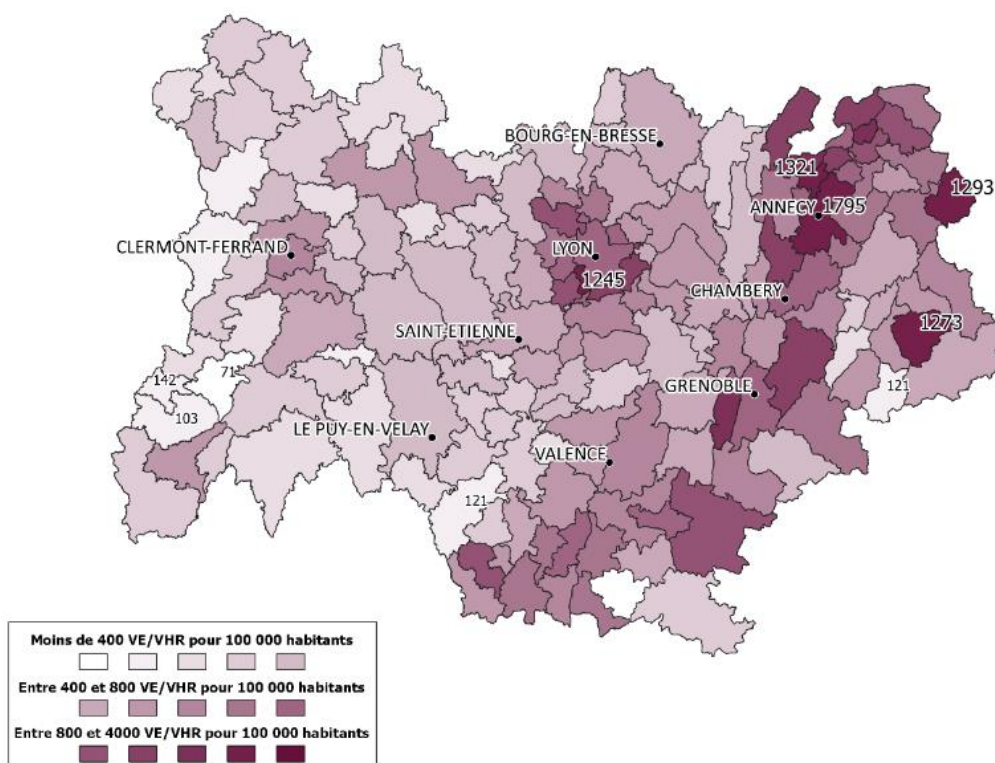 BOURG-EN-BRESSE
1321
1293
ANNECY
1795
CLERMONT-FERRAND
LYON
1245
CHAMBERY
SAINT-ETIENNE
1273
142
71
GRENOBLE
121
103
LE PUY-EN-VELAY
VALENCE
121
Moins de 400 VE/VHR pour 100 000 habitants
Entre 400 et 800 VE/VHR pour 100 000 habitants
Entre 800 et 4000 VE/VHR pour 100 000 habitants